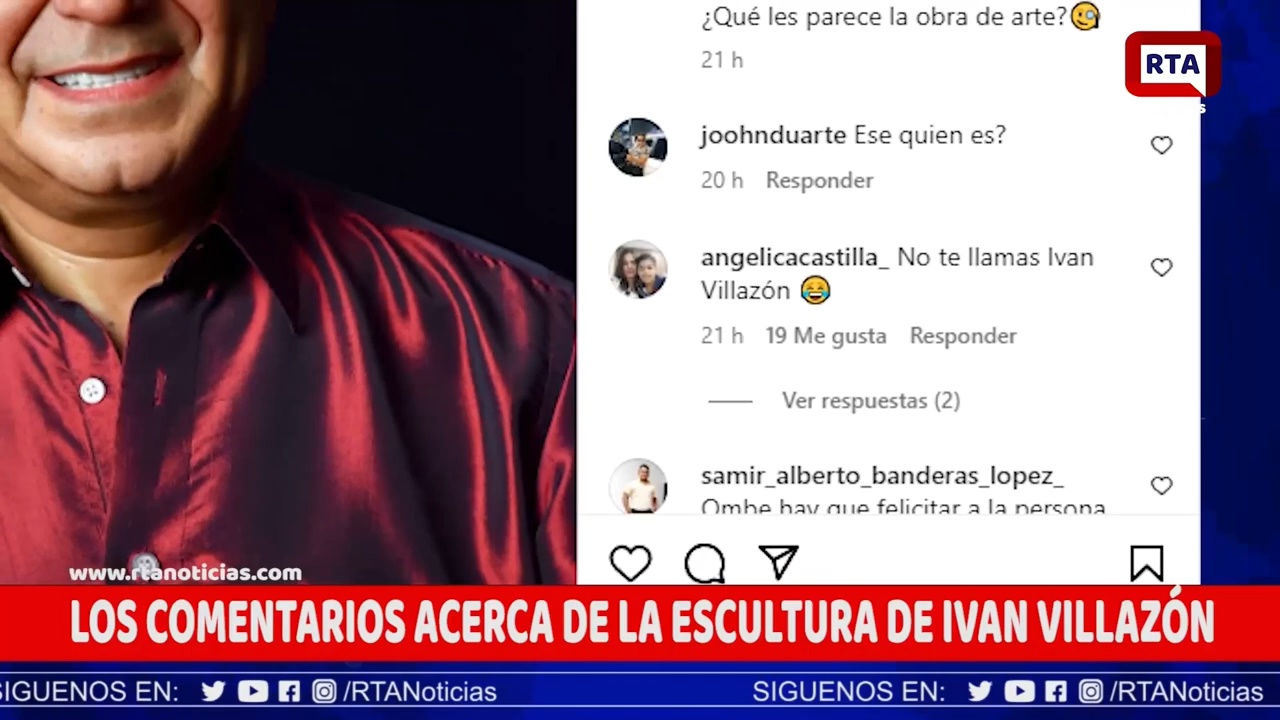 ¿Qué les parece la obra de arte?🧐
21 h
RTA
joohnduarte Ese quien es?
20 h Responder
angelicacastilla_ No te llamas Ivan
Villazón 😂
21 h 19 Me gusta Responder
Ver respuestas (2)
samir_alberto_banderas_lopez_
Ombe hay que felicitar a la persona
www.rtanoticias.com
LOS COMENTARIOS ACERCA DE LA ESCULTURA DE IVAN VILLAZÓN
SIGUENOS EN: /RTANoticias SIGUENOS EN: /RTANoticias